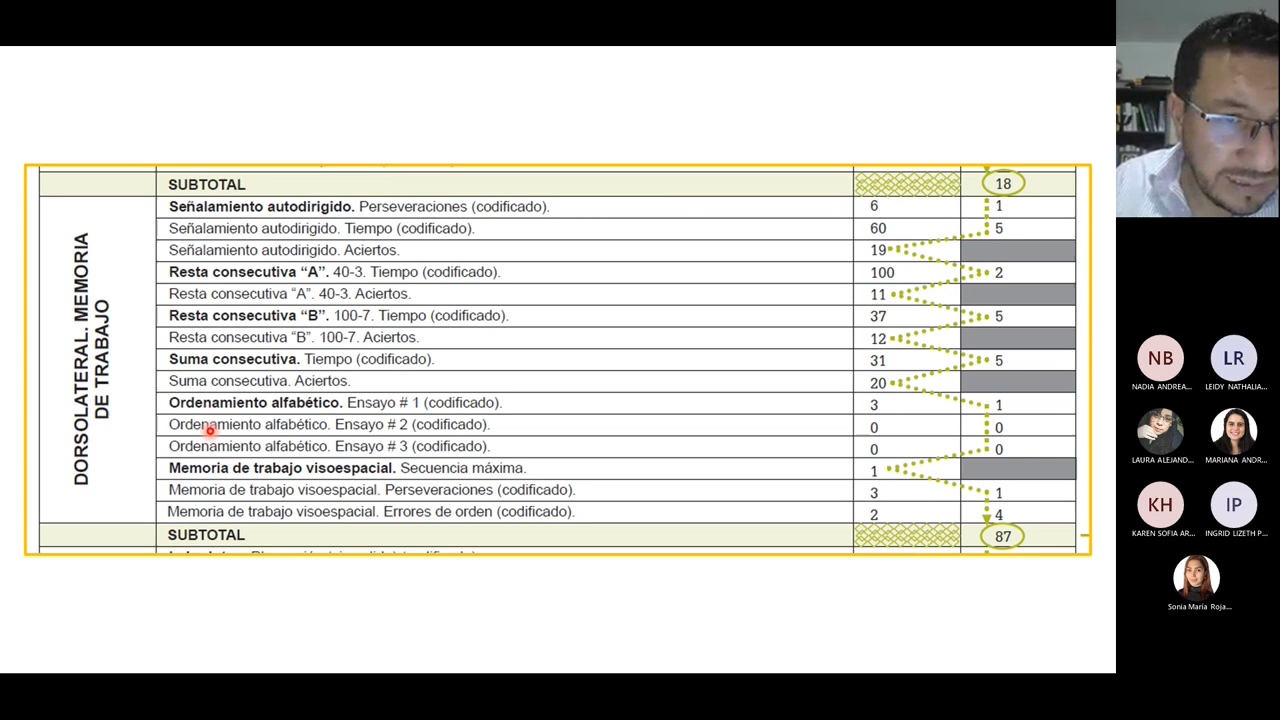 SUBTOTAL 18
DORSOLATERAL. MEMORIA
DE TRABAJO
Señalamiento autodirigido. Perseveraciones (codificado). 6 1
Señalamiento autodirigido. Tiempo (codificado). 60 5
Señalamiento autodirigido. Aciertos. 19
Resta consecutiva “A”. 40-3. Tiempo (codificado). 100 2
Resta consecutiva “A”. 40-3. Aciertos. 11
Resta consecutiva “B”. 100-7. Tiempo (codificado). 37 5
Resta consecutiva “B”. 100-7. Aciertos. 12
Suma consecutiva. Tiempo (codificado). 31 5
Suma consecutiva. Aciertos. 20
Ordenamiento alfabético. Ensayo # 1 (codificado). 3 1
Ordenamiento alfabético. Ensayo # 2 (codificado). 0 0
Ordenamiento alfabético. Ensayo # 3 (codificado). 0 0
Memoria de trabajo visoespacial. Secuencia máxima. 1
Memoria de trabajo visoespacial. Perseveraciones (codificado). 3 1
Memoria de trabajo visoespacial. Errores de orden (codificado). 2 4
SUBTOTAL 87
NB LR
NADIA ANDREA... LEIDY NATHALIA...
LAURA ALEJAND... MARIANA ANDR...
KH IP
KAREN SOFIA AR... INGRID LIZETH P...
Sonia María Roja...